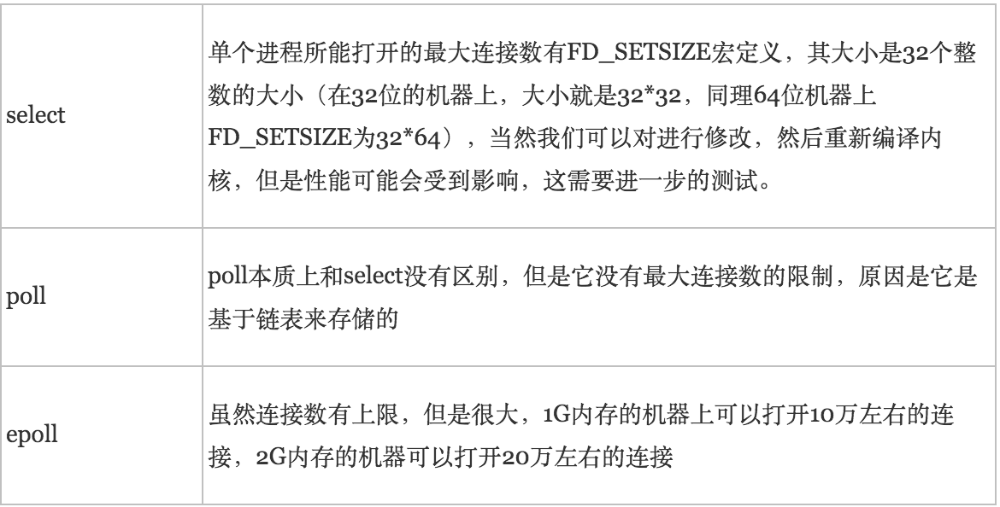 select
单个进程所能打开的最大连接数有FD_SETSIZE宏定义，其大小是32个整
数的大小（在32位的机器上，大小就是32*32，同理64位机器上
FD_SETSIZE为32*64），当然我们可以对进行修改，然后重新编译内
核，但是性能可能会受到影响，这需要进一步的测试。
poll
poll本质上和select没有区别，但是它没有最大连接数的限制，原因是它是
基于链表来存储的
epoll
虽然连接数有上限，但是很大，1G内存的机器上可以打开10万左右的连
接，2G内存的机器可以打开20万左右的连接